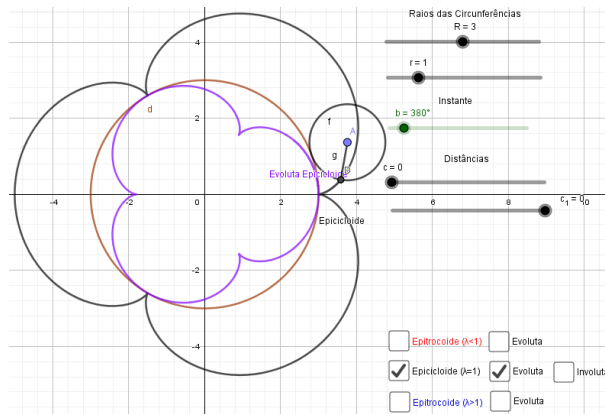 Raios das Circunferências
R = 3
r = 1
Instante
b = 380°
Distâncias
c = 0
c₁ = 0
4
2
-2
-4
-4
-2
0
2
4
6
8
10
d
f
A
g
Evoluta Epicicloide
Epicicloide
Epitrocoide (λ<1)
Evoluta
Epicicloide (λ=1)
Evoluta
Involuta
Epitrocoide (λ>1)
Evoluta